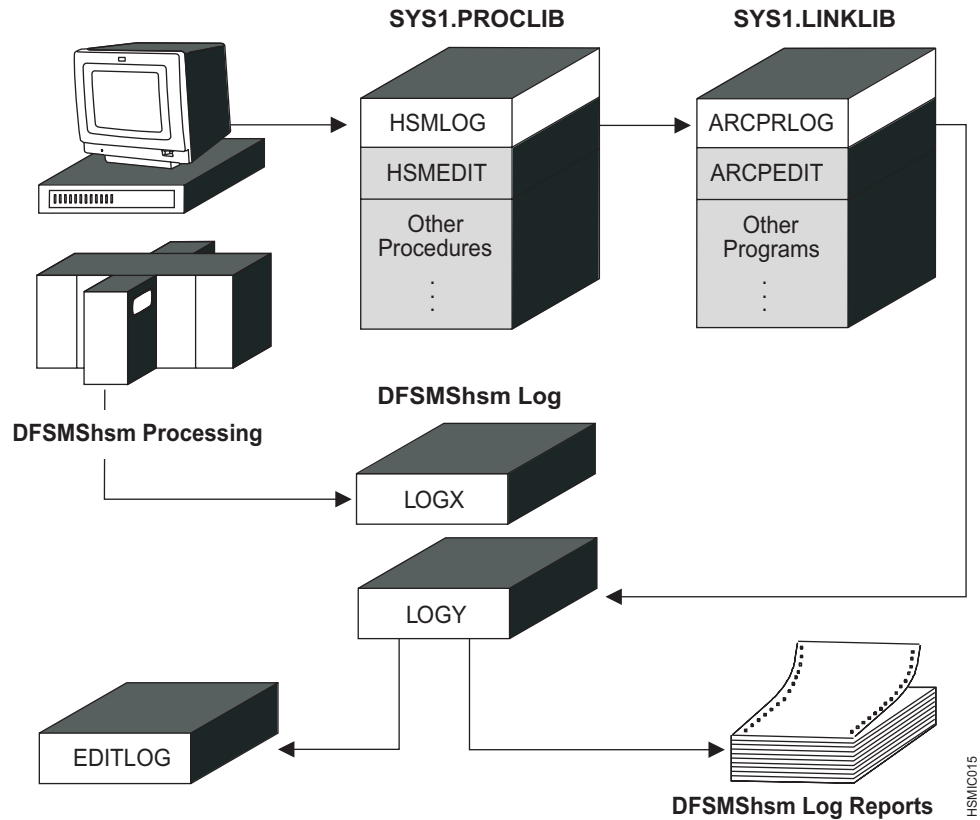 SYS1.PROCLIB
SYS1.LINKLIB
HSMLOG
HSMEDIT
Other
Procedures
.
.
.
ARCPRLOG
ARCPEDIT
Other
Programs
.
.
.
DFSMShsm Processing
DFSMShsm Log
LOGX
LOGY
EDITLOG
DFSMShsm Log Reports
HSMIC015